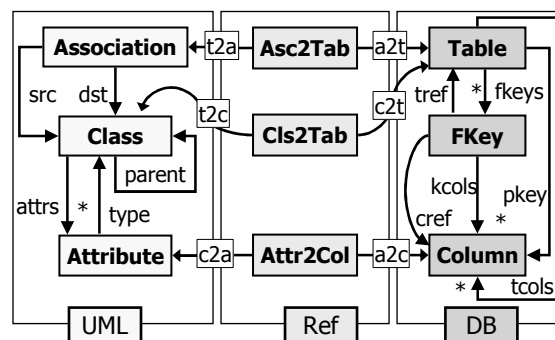 Association
t2a
Asc2Tab
a2t
Table
src
dst
tref
*
fkeys
t2c
c2t
Class
Cls2Tab
FKey
parent
kcols
pkey
attrs
*
type
cref
*
Attribute
c2a
Attr2Col
a2c
Column
*
tcols
UML
Ref
DB